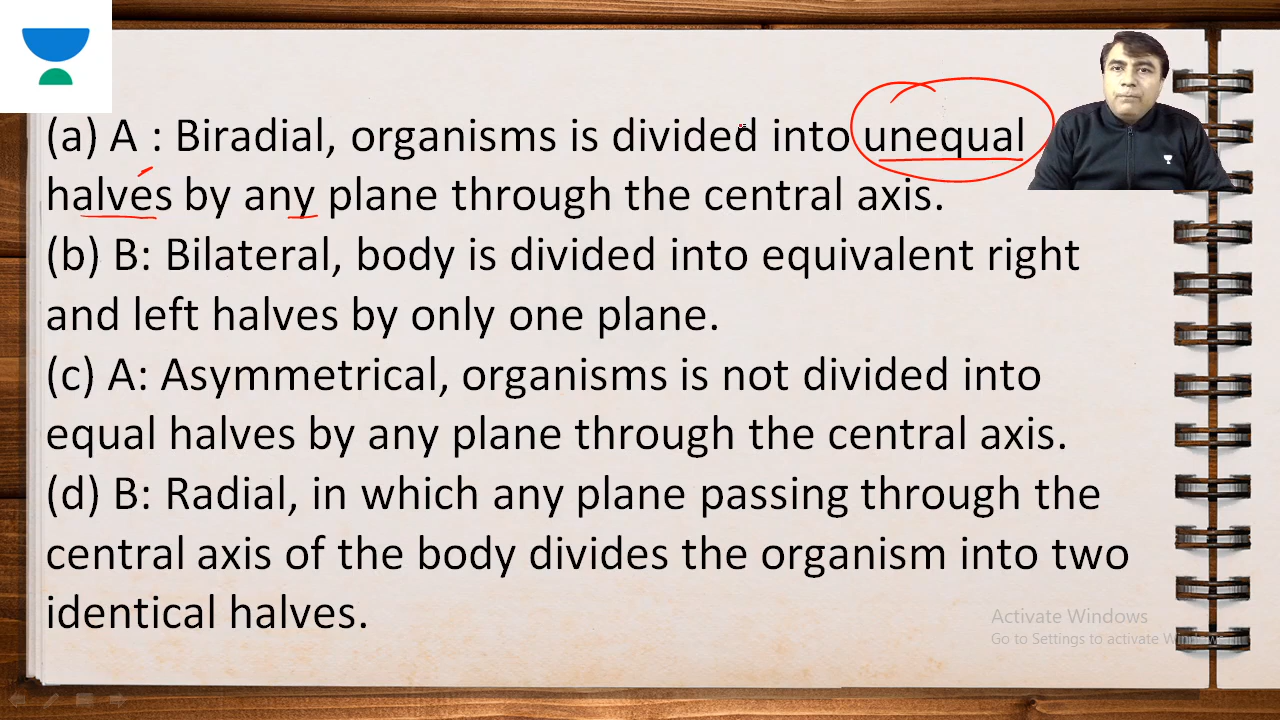 (a) A : Biradial, organisms is divided into unequal
halves by any plane through the central axis.
(b) B: Bilateral, body is divided into equivalent right
and left halves by only one plane.
(c) A: Asymmetrical, organisms is not divided into
equal halves by any plane through the central axis.
(d) B: Radial, in which any plane passing through the
central axis of the body divides the organism into two
identical halves.
Activate Windows
Go to Settings to activate Windows